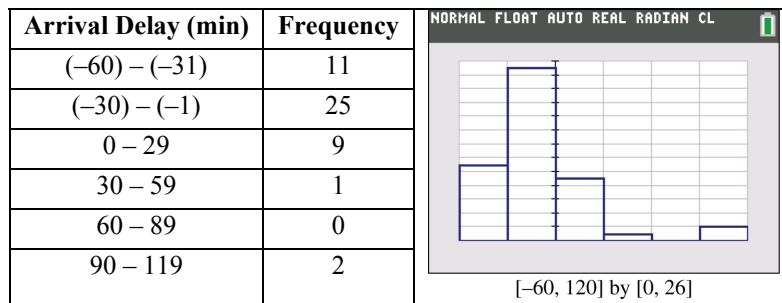 Arrival Delay (min) Frequency
(–60) – (–31) 11
(–30) – (–1) 25
0 – 29 9
30 – 59 1
60 – 89 0
90 – 119 2
NORMAL FLOAT AUTO REAL RADIAN CL
[–60, 120] by [0, 26]